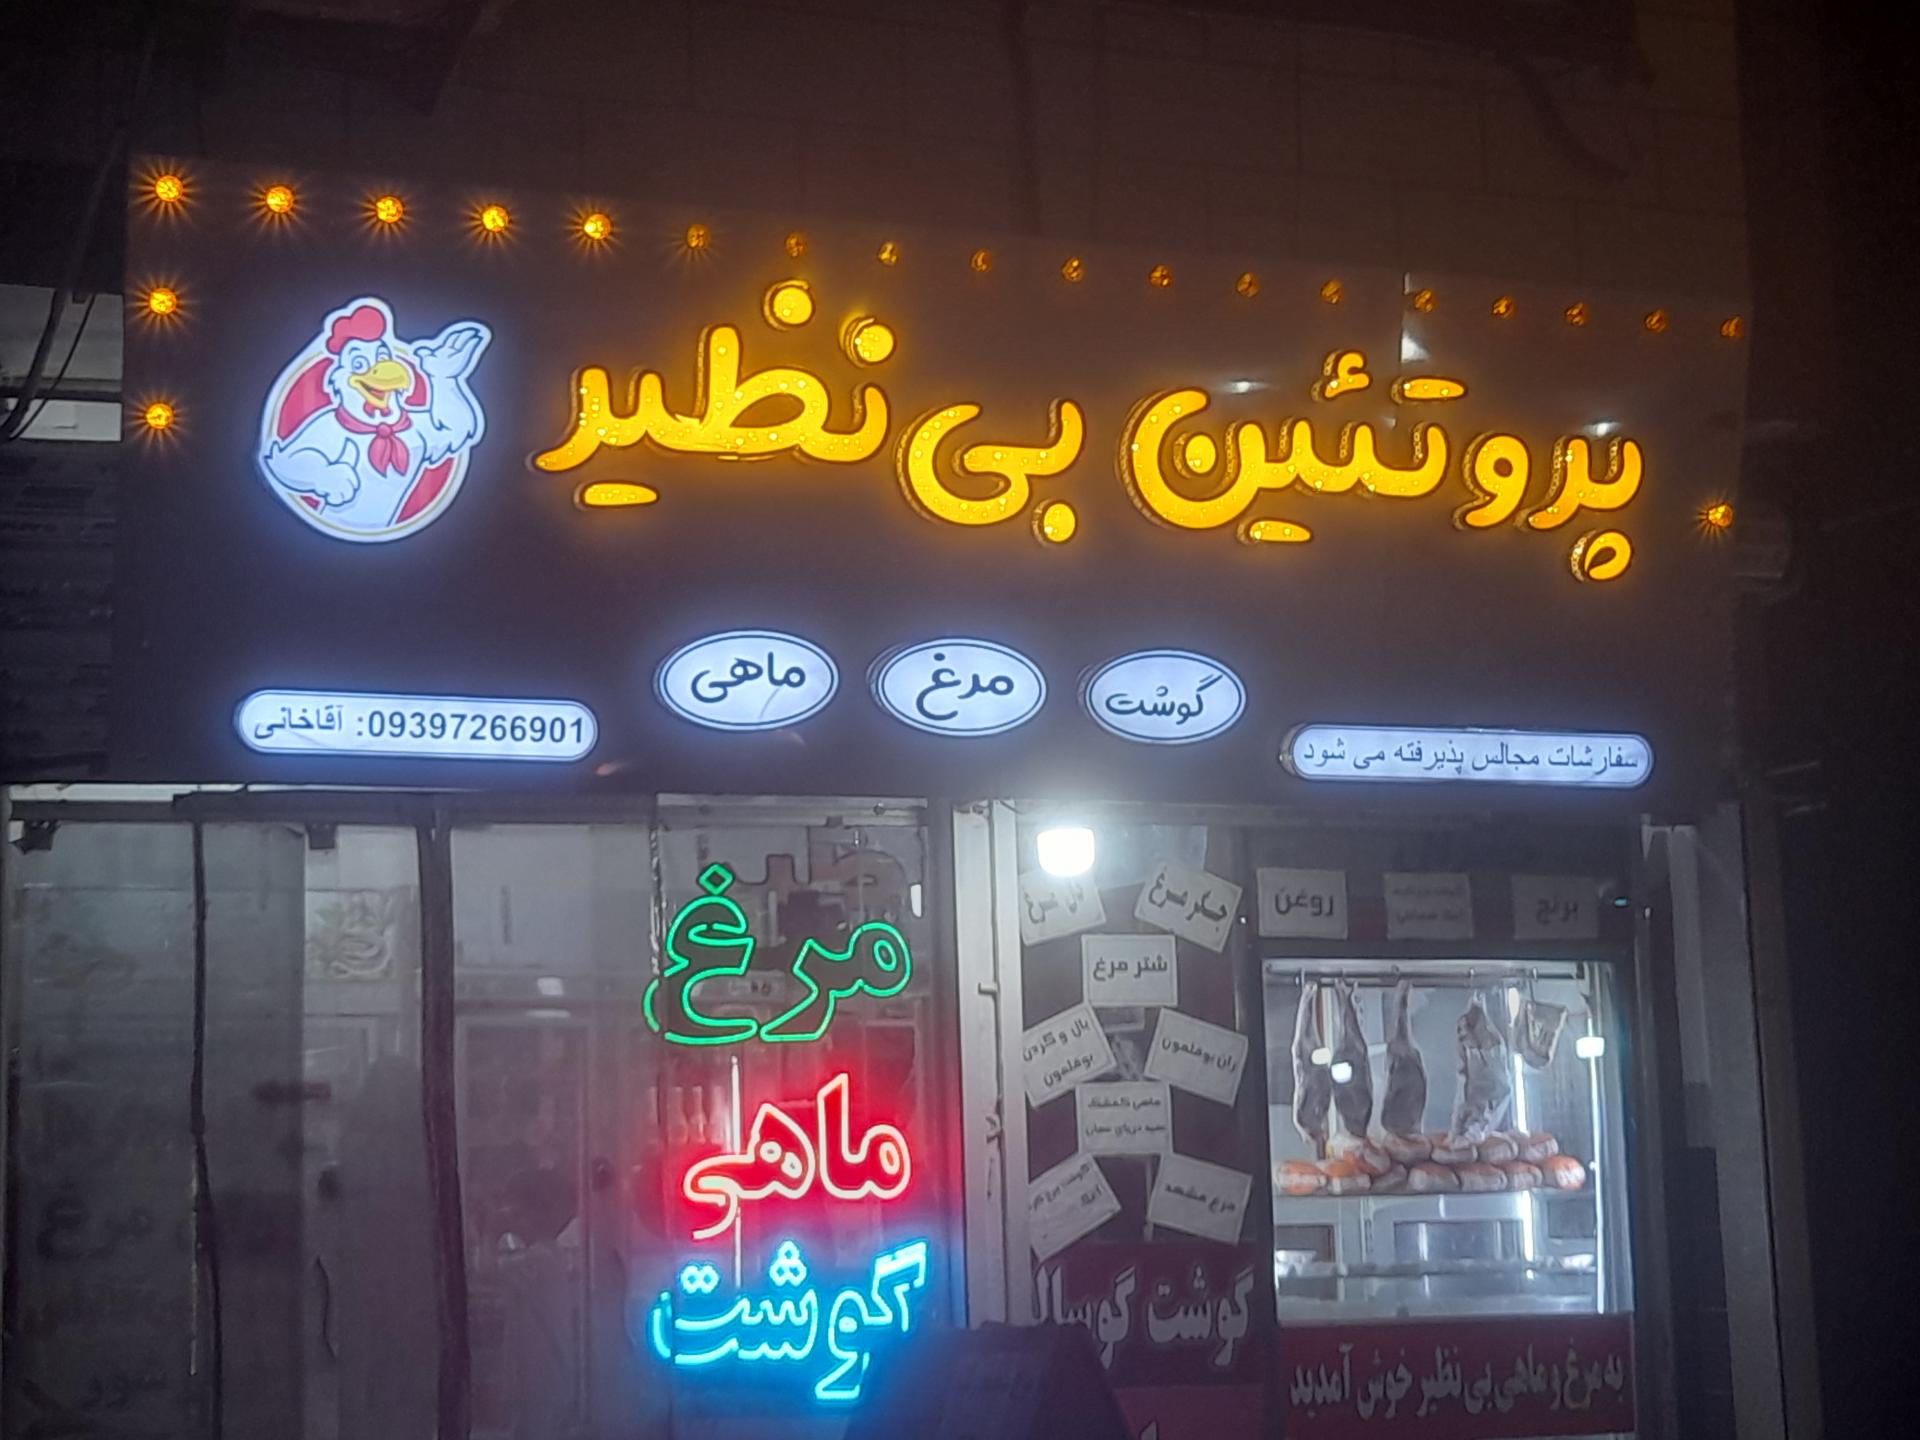 پروتئین بی‌نظیر
گوشت
مرغ
ماهی
سفارشات مجالس پذیرفته می شود
09397266901: آقاخانی
مرغ
ماهی
گوشت
جگر مرغ
شتر مرغ
بال و گردن
بوقلمون
ران بوقلمون
مرغ مشهد
روغن
برنج
گوشت گوساله
به مرغ و ماهی بی نظیر خوش آمدید